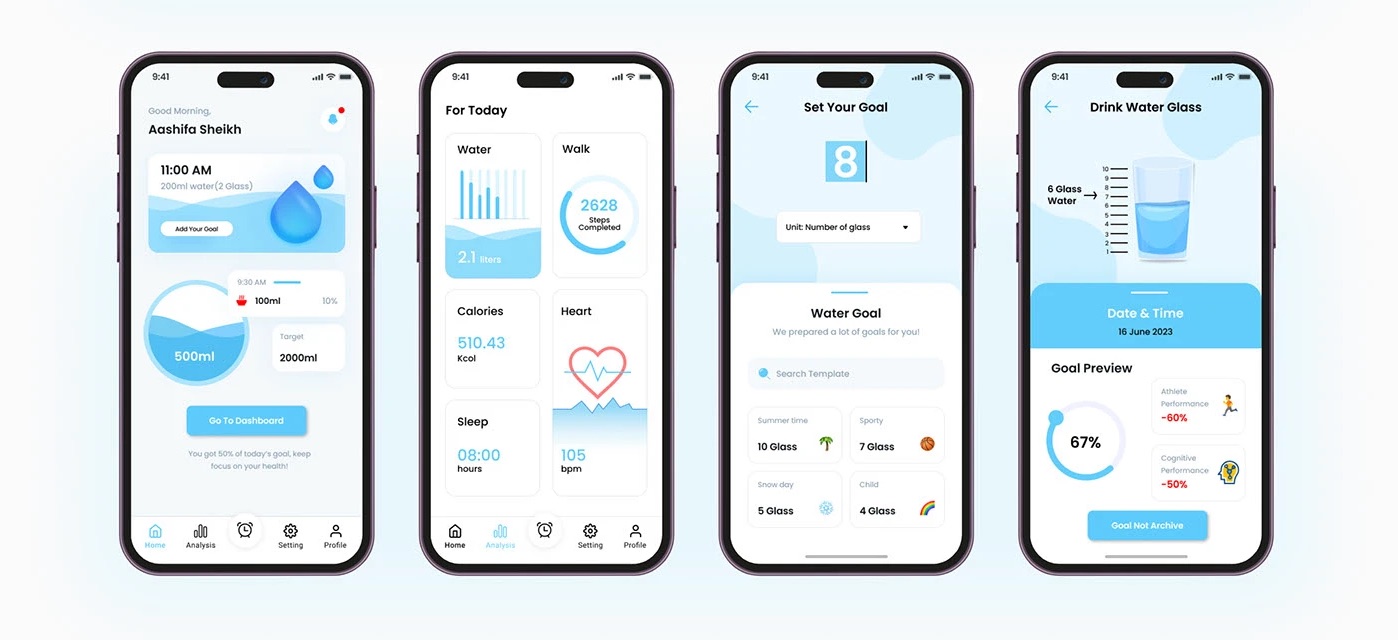 9:41
Good Morning,
Aashifa Sheikh
11:00 AM
200ml water(2 Glass)
Add Your Goal
9:30 AM
100ml
10%
500ml
Target
2000ml
Go To Dashboard
You got 50% of today's goal, keep
focus on your health!
Home
Analysis
Setting
Profile
9:41
For Today
Water
2.1 liters
Walk
2628
Steps
Completed
Calories
510.43
Kcol
Heart
105
bpm
Sleep
08:00
hours
Home
Analysis
Setting
Profile
9:41
Set Your Goal
8
Unit: Number of glass
Water Goal
We prepared a lot of goals for you!
Search Template
Summer time
10 Glass
Sporty
7 Glass
Snow day
5 Glass
Child
4 Glass
9:41
Drink Water Glass
6 Glass
Water
10
9
8
7
6
5
4
3
2
1
Date & Time
16 June 2023
Goal Preview
67%
Athlete
Performance
-60%
Cognitive
Performance
-50%
Goal Not Archive